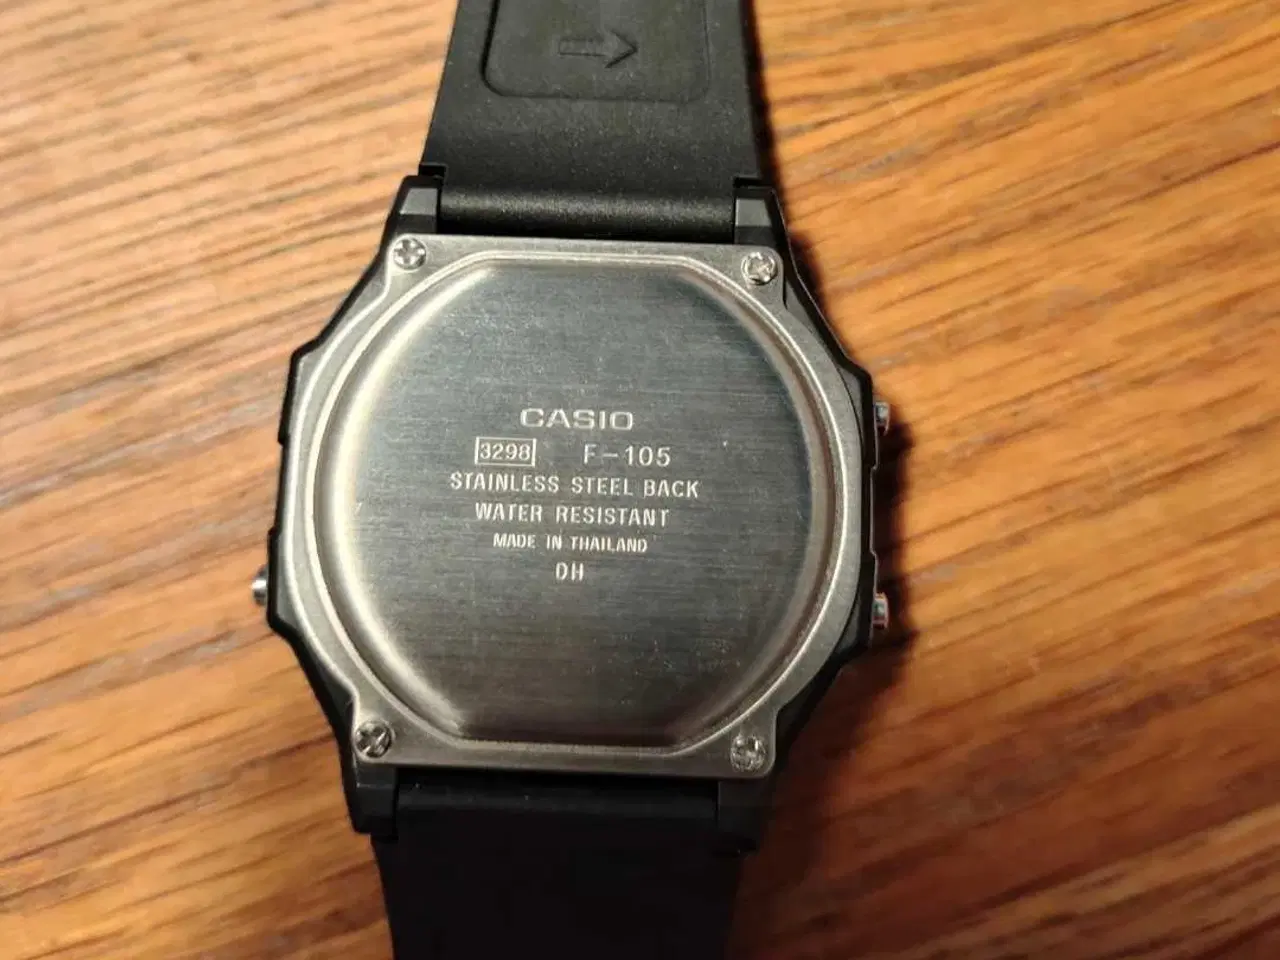 CASIO
3298 F-105
STAINLESS STEEL BACK
WATER RESISTANT
MADE IN THAILAND
DH